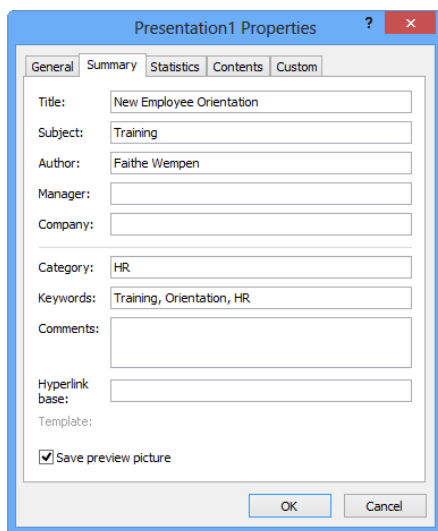 Presentation1 Properties ? ×
General Summary Statistics Contents Custom
Title: New Employee Orientation
Subject: Training
Author: Faithe Wempen
Manager:
Company:
Category: HR
Keywords: Training, Orientation, HR
Comments:
Hyperlink
base:
Template:
Save preview picture
OK Cancel